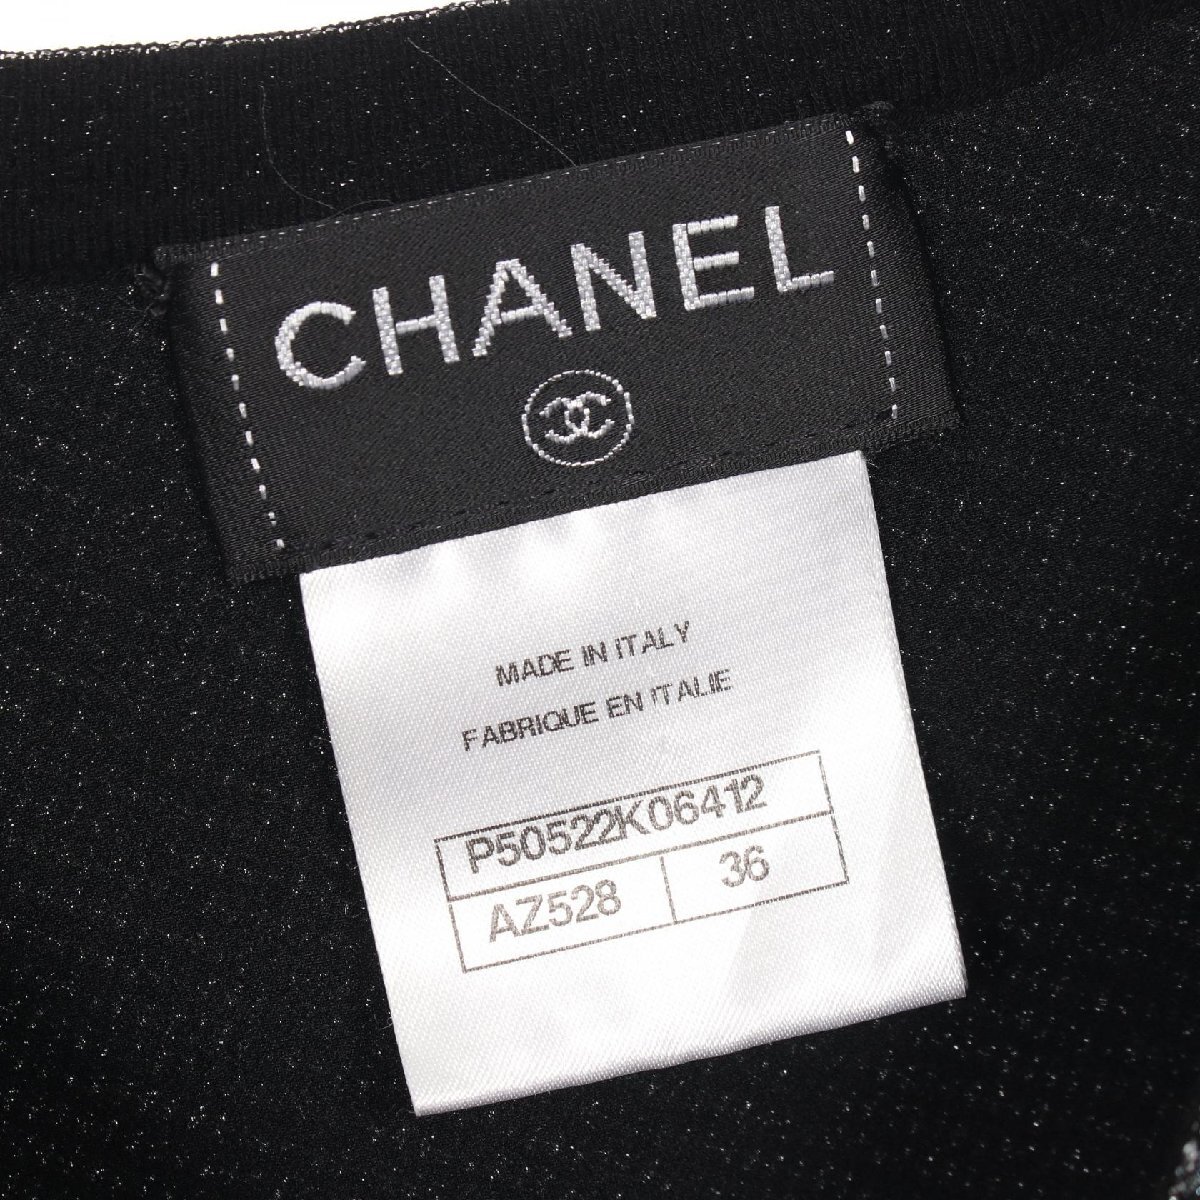 CHANEL
MADE IN ITALY
FABRIQUE EN ITALIE
P50522K06412
AZ528 36